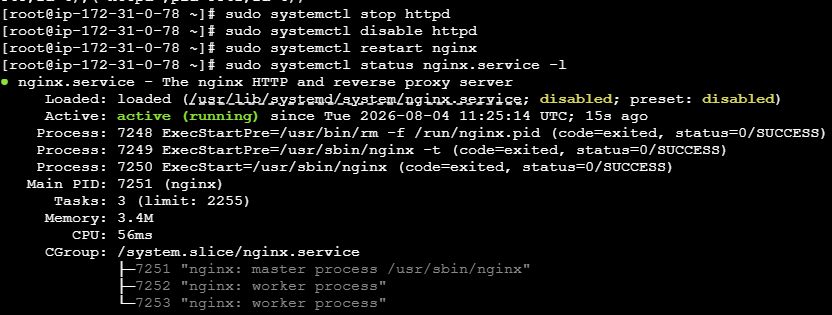 [root@ip-172-31-0-78 ~]# sudo systemctl stop httpd
[root@ip-172-31-0-78 ~]# sudo systemctl disable httpd
[root@ip-172-31-0-78 ~]# sudo systemctl restart nginx
[root@ip-172-31-0-78 ~]# sudo systemctl status nginx.service -l
● nginx.service - The nginx HTTP and reverse proxy server
     Loaded: loaded (/usr/lib/systemd/system/nginx.service; disabled; preset: disabled)
     Active: active (running) since Tue 2026-08-04 11:25:14 UTC; 15s ago
    Process: 7248 ExecStartPre=/usr/bin/rm -f /run/nginx.pid (code=exited, status=0/SUCCESS)
    Process: 7249 ExecStartPre=/usr/sbin/nginx -t (code=exited, status=0/SUCCESS)
    Process: 7250 ExecStart=/usr/sbin/nginx (code=exited, status=0/SUCCESS)
   Main PID: 7251 (nginx)
      Tasks: 3 (limit: 2255)
     Memory: 3.4M
        CPU: 56ms
     CGroup: /system.slice/nginx.service
             ├─7251 "nginx: master process /usr/sbin/nginx"
             ├─7252 "nginx: worker process"
             └─7253 "nginx: worker process"